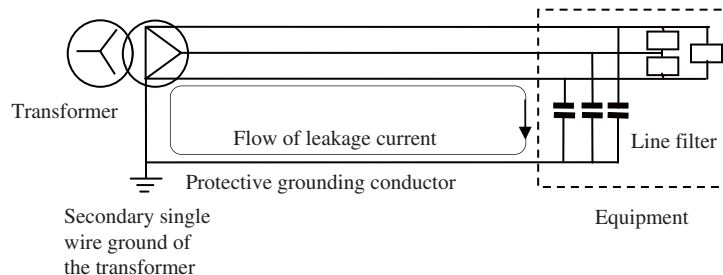 Transformer
Flow of leakage current
Line filter
Protective grounding conductor
Secondary single
wire ground of
the transformer
Equipment